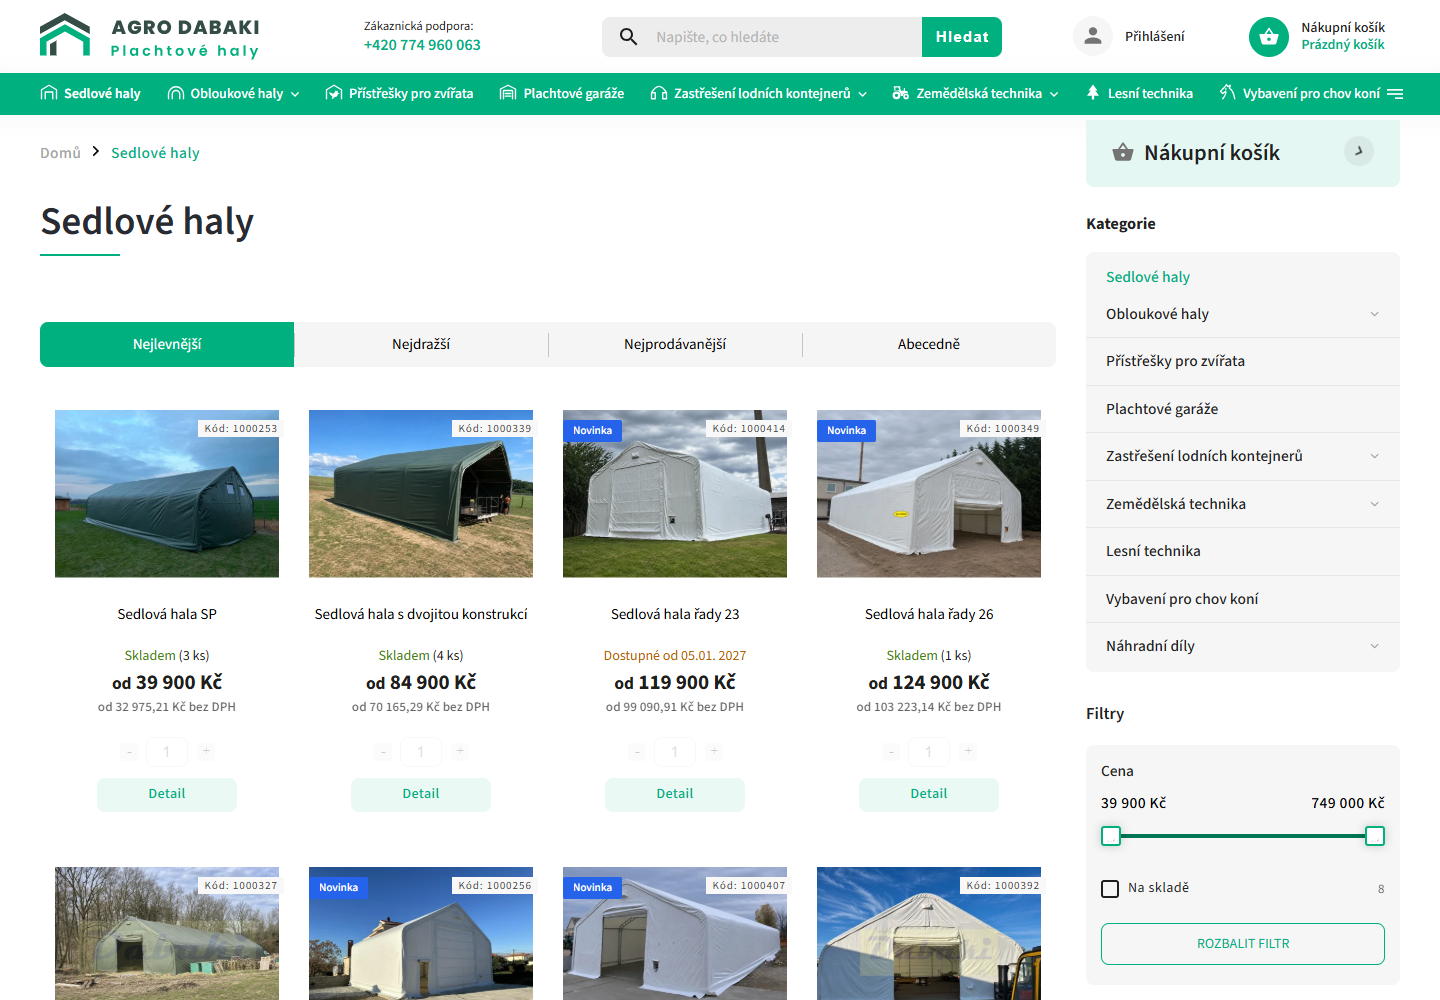 AGRO DABAKI
Plachtové haly
Zákaznická podpora:
+420 774 960 063
Napište, co hledáte
Hledat
Přihlášení
Nákupní košík
Prázdný košík
Sedlové haly
Obloukové haly
Přístřešky pro zvířata
Plachtové garáže
Zastřešení lodních kontejnerů
Zemědělská technika
Lesní technika
Vybavení pro chov koní
Domů
Sedlové haly
Nákupní košík
Sedlové haly
Kategorie
Sedlové haly
Obloukové haly
Přístřešky pro zvířata
Plachtové garáže
Zastřešení lodních kontejnerů
Zemědělská technika
Lesní technika
Vybavení pro chov koní
Náhradní díly
Nejlevnější
Nejdražší
Nejprodávanější
Abecedně
Kód: 1000253
Kód: 1000339
Novinka
Kód: 1000414
Novinka
Kód: 1000349
Sedlová hala SP
Sedlová hala s dvojitou konstrukcí
Sedlová hala řady 23
Sedlová hala řady 26
Skladem (3 ks)
Skladem (4 ks)
Dostupné od 05.01. 2027
Skladem (1 ks)
od 39 900 Kč
od 84 900 Kč
od 119 900 Kč
od 124 900 Kč
od 32 975,21 Kč bez DPH
od 70 165,29 Kč bez DPH
od 99 090,91 Kč bez DPH
od 103 223,14 Kč bez DPH
- 1 +
- 1 +
- 1 +
- 1 +
Detail
Detail
Detail
Detail
Filtry
Cena
39 900 Kč
749 000 Kč
Na skladě
8
ROZBALIT FILTR
Kód: 1000327
Novinka
Kód: 1000256
Novinka
Kód: 1000407
Kód: 1000392